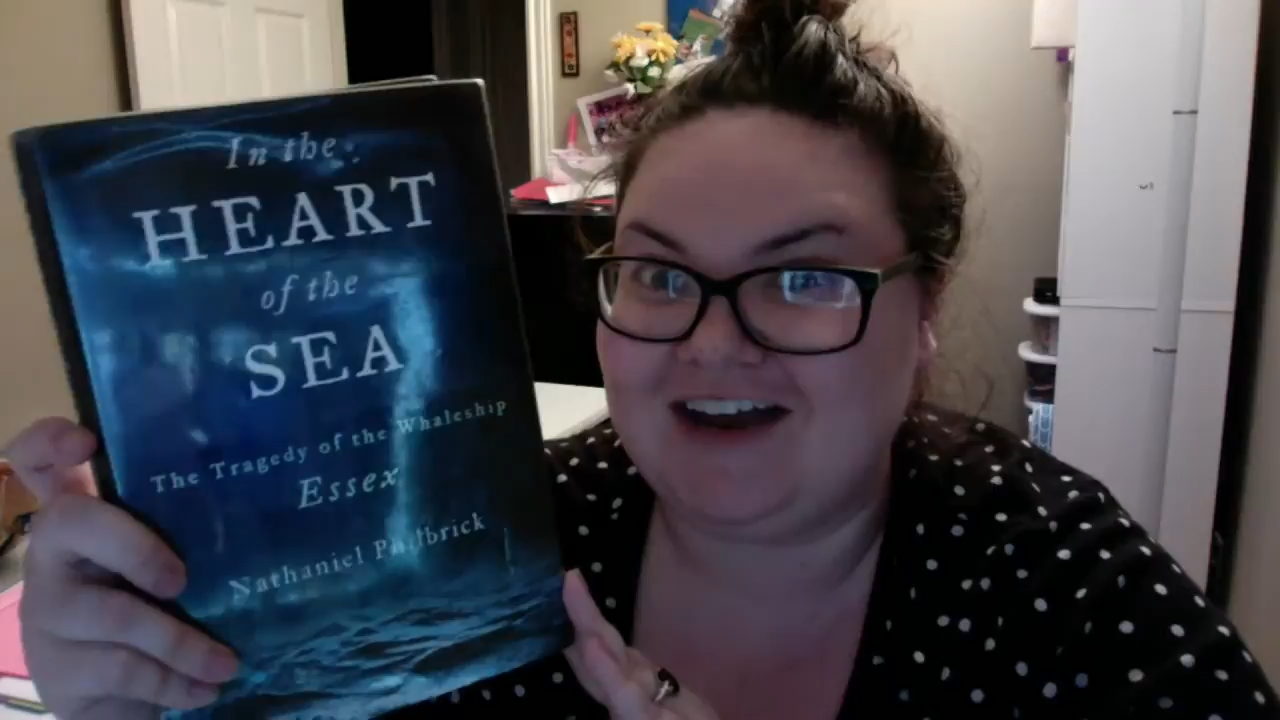 In the
HEART
of the
SEA
The Tragedy of the Whaleship
Essex
Nathaniel Philbrick